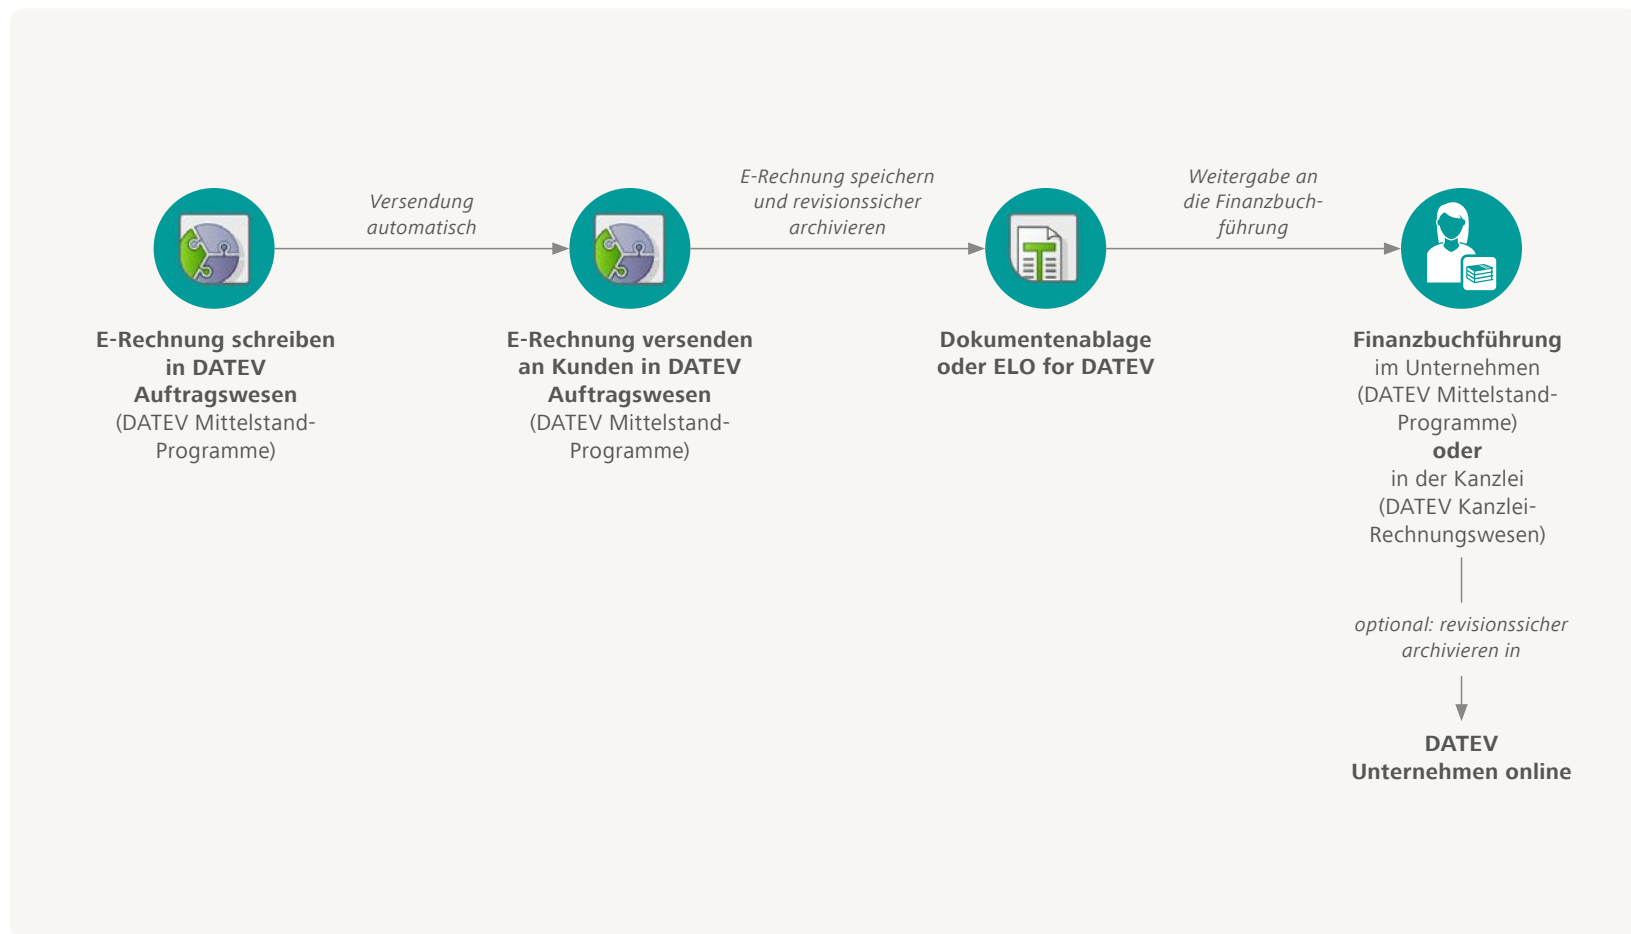 Versendung
automatisch
E-Rechnung speichern
und revisionssicher
archivieren
Weitergabe an
die Finanzbuch-
führung
E-Rechnung schreiben
in DATEV
Auftragswesen
(DATEV Mittelstand-
Programme)
E-Rechnung versenden
an Kunden in DATEV
Auftragswesen
(DATEV Mittelstand-
Programme)
Dokumentenablage
oder ELO for DATEV
Finanzbuchführung
im Unternehmen
(DATEV Mittelstand-
Programme)
oder
in der Kanzlei
(DATEV Kanzlei-
Rechnungswesen)
optional: revisionssicher
archivieren in
DATEV
Unternehmen online